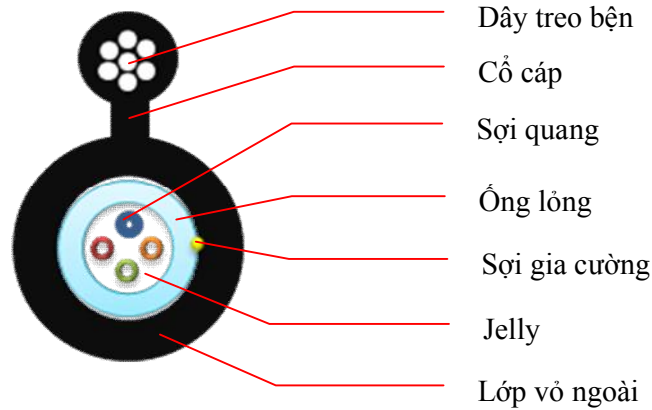 Dây treo bện
Cổ cáp
Sợi quang
Ống lỏng
Sợi gia cường
Jelly
Lớp vỏ ngoài